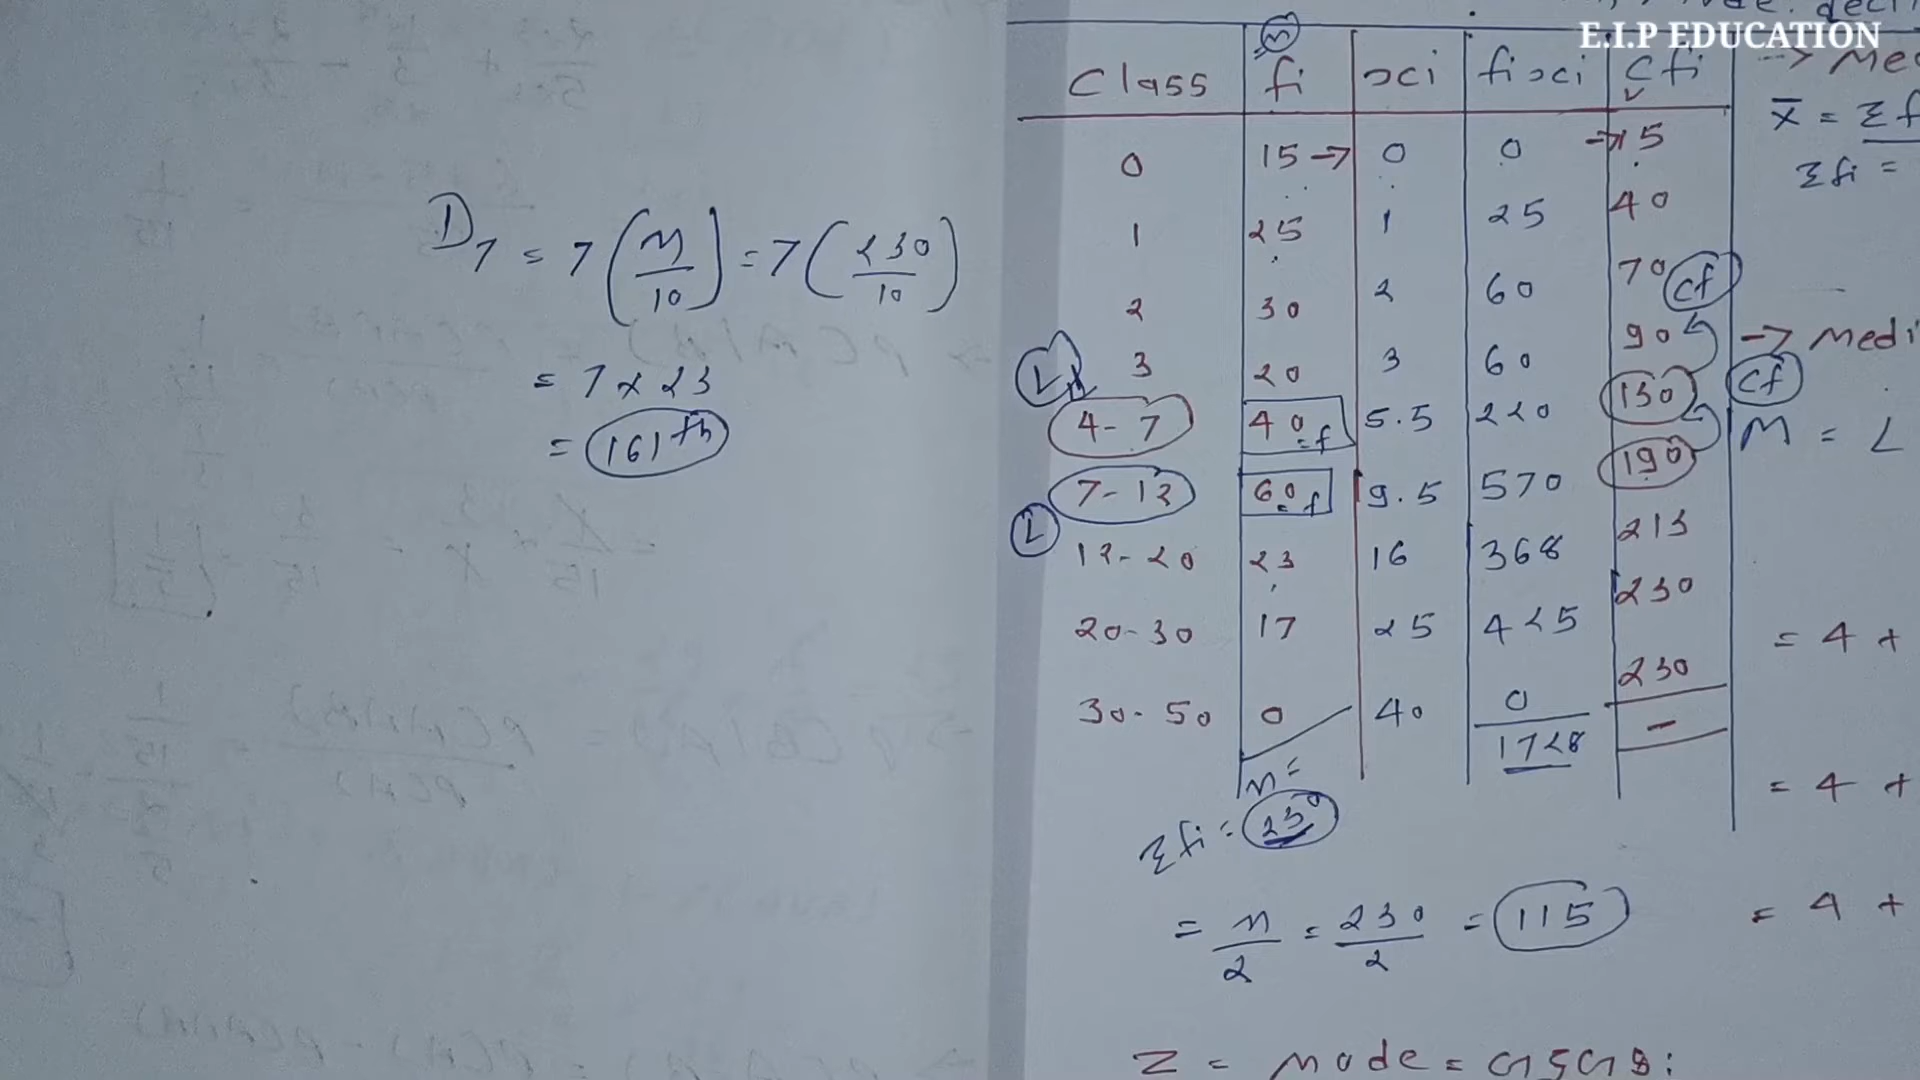 E.I.P EDUCATION
n
Class fi xi fixi Cfi
0 15 → 0 0 → 15
1 25 1 25 40
2 30 2 60 70 cf
3 20 3 60 90
L 4-7 40 = f 5.5 220 130 cf
7-12 60 = f 9.5 570 190
L 12-20 23 16 368 213
20-30 17 25 425 230
30-50 0 40 0 230
1728 -
n =
Σfi = 230
= n/2 = 230/2 = 115
Z = mode =
D7 = 7(n/10) = 7(230/10)
= 7 x 23
= 161th
x̄ = Σf
Σfi =
→ Medi
M = L
= 4 +
= 4 +
= 4 +